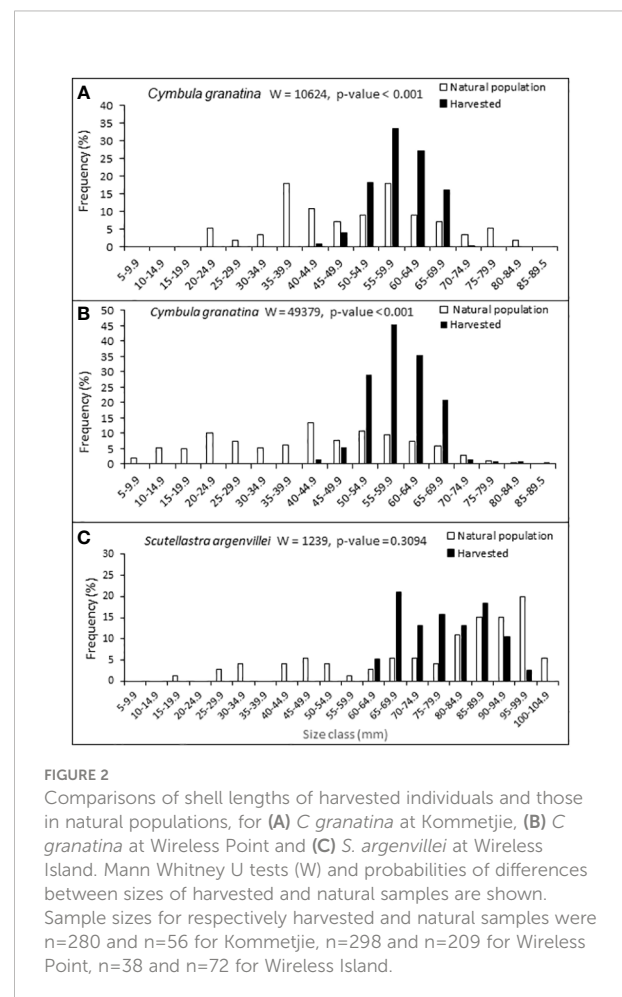 A
Cymbula granatina W = 10624, p-value < 0.001
Natural population
Harvested
Frequency (%)
40
35
30
25
20
15
10
5
0
5-9.9 10-14.9 15-19.9 20-24.9 25-29.9 30-34.9 35-39.9 40-44.9 45-49.9 50-54.9 55-59.9 60-64.9 65-69.9 70-74.9 75-79.9 80-84.9 85-89.5
B
Cymbula granatina W = 49379, p-value <0.001
Natural population
Harvested
Frequency (%)
50
45
40
35
30
25
20
15
10
5
0
5-9.9 10-14.9 15-19.9 20-24.9 25-29.9 30-34.9 35-39.9 40-44.9 45-49.9 50-54.9 55-59.9 60-64.9 65-69.9 70-74.9 75-79.9 80-84.9 85-89.5
C
Scutellastra argenvillei W = 1239, p-value =0.3094
Natural population
Harvested
Frequency (%)
30
25
20
15
10
5
0
5-9.9 10-14.9 15-19.9 20-24.9 25-29.9 30-34.9 35-39.9 40-44.9 45-49.9 50-54.9 55-59.9 60-64.9 65-69.9 70-74.9 75-79.9 80-84.9 85-89.9 90-94.9 95-99.9 100-104.9
Size class (mm)
FIGURE 2
Comparisons of shell lengths of harvested individuals and those
in natural populations, for (A) C granatina at Kommetjie, (B) C
granatina at Wireless Point and (C) S. argenvillei at Wireless
Island. Mann Whitney U tests (W) and probabilities of differences
between sizes of harvested and natural samples are shown.
Sample sizes for respectively harvested and natural samples were
n=280 and n=56 for Kommetjie, n=298 and n=209 for Wireless
Point, n=38 and n=72 for Wireless Island.